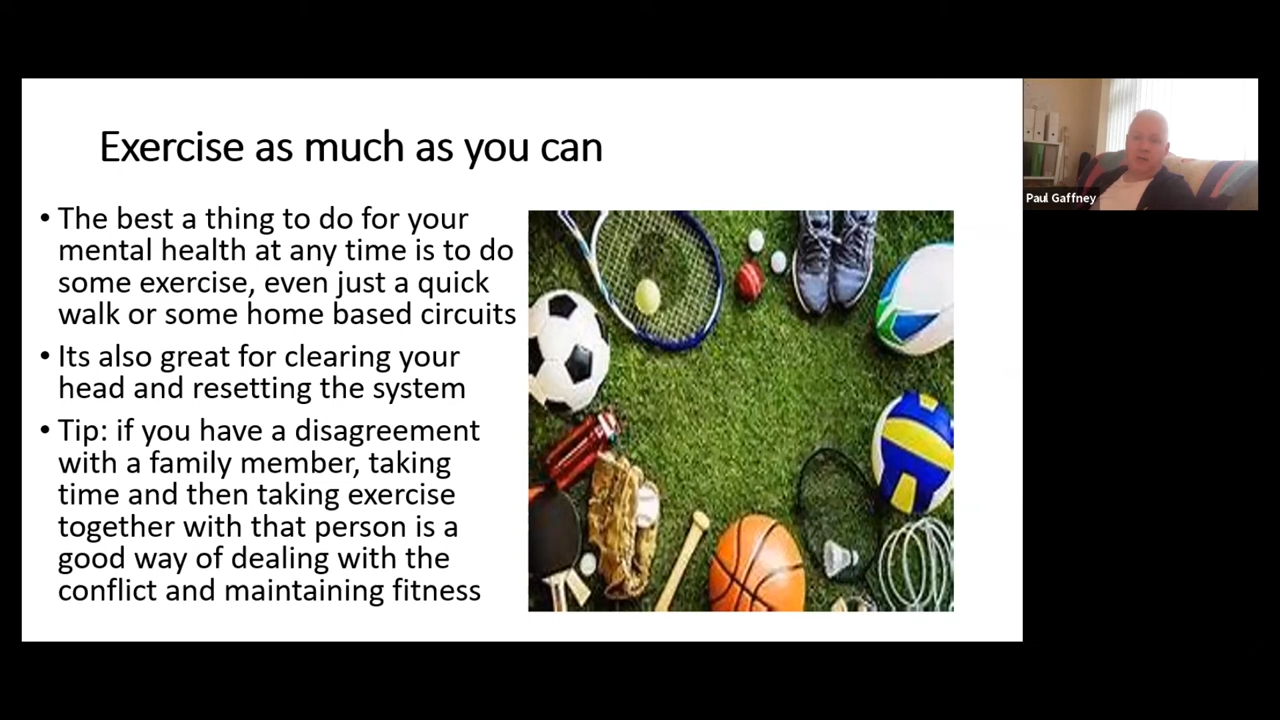 Exercise as much as you can
• The best a thing to do for your
mental health at any time is to do
some exercise, even just a quick
walk or some home based circuits
• Its also great for clearing your
head and resetting the system
• Tip: if you have a disagreement
with a family member, taking
time and then taking exercise
together with that person is a
good way of dealing with the
conflict and maintaining fitness
Paul Gaffney